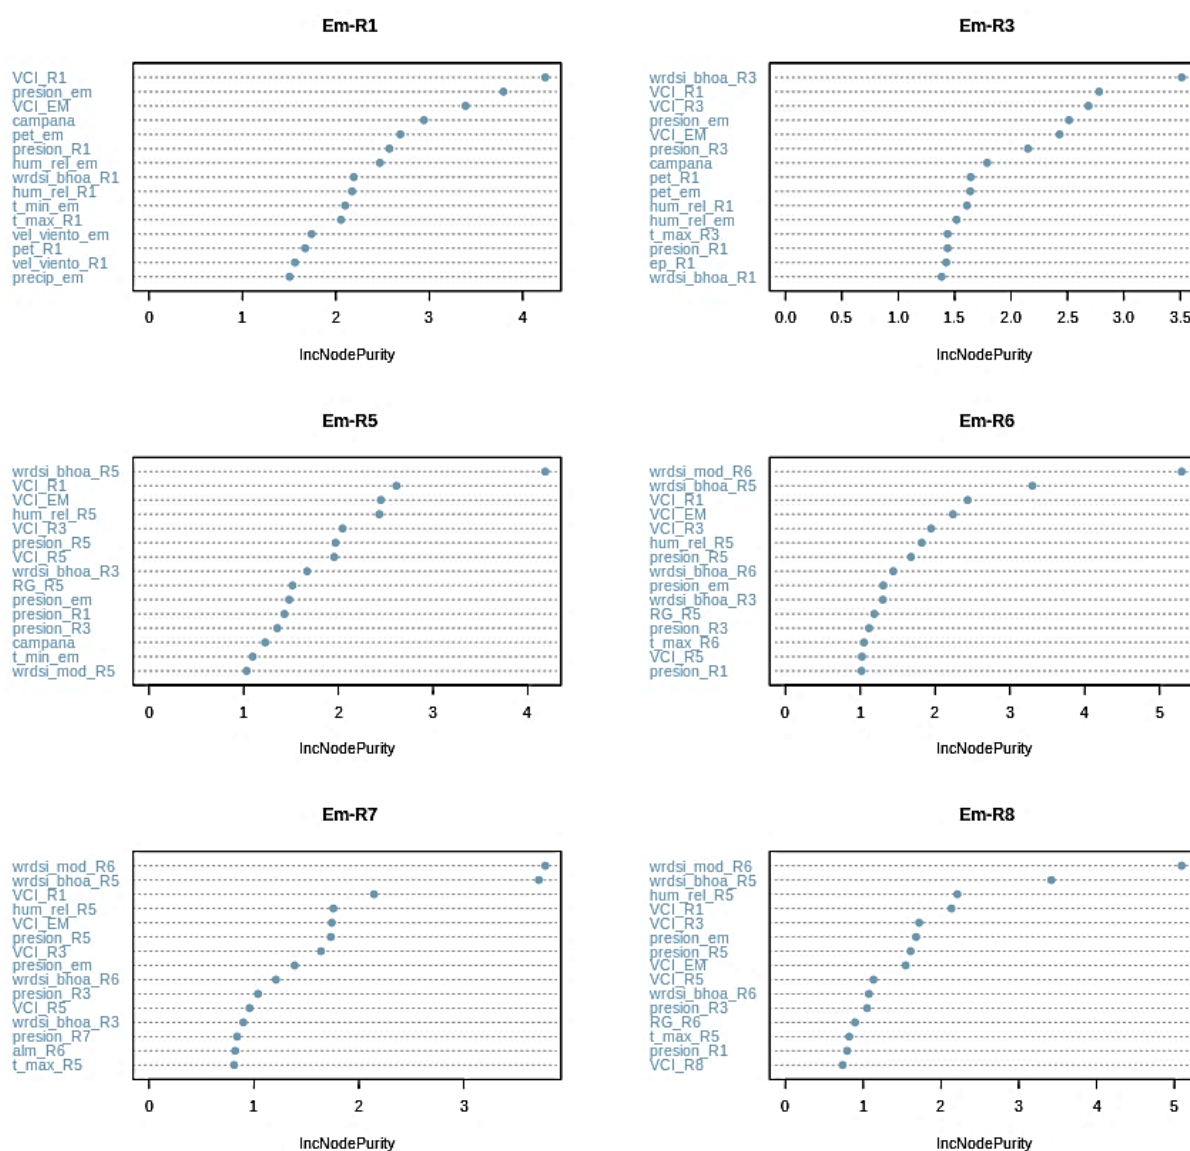 Em-R1
VCI_R1
presion_em
VCI_EM
campana
pet_em
presion_R1
hum_rel_em
wrdsi_bhoa_R1
hum_rel_R1
t_min_em
t_max_R1
vel_viento_em
pet_R1
vel_viento_R1
precip_em
0 1 2 3 4
IncNodePurity
Em-R3
wrdsi_bhoa_R3
VCI_R1
VCI_R3
presion_em
VCI_EM
presion_R3
campana
pet_R1
pet_em
hum_rel_R1
hum_rel_em
t_max_R3
presion_R1
ep_R1
wrdsi_bhoa_R1
0.0 0.5 1.0 1.5 2.0 2.5 3.0 3.5
IncNodePurity
Em-R5
wrdsi_bhoa_R5
VCI_R1
VCI_EM
hum_rel_R5
VCI_R3
presion_R5
VCI_R5
wrdsi_bhoa_R3
RG_R5
presion_em
presion_R1
presion_R3
campana
t_min_em
wrdsi_mod_R5
0 1 2 3 4
IncNodePurity
Em-R6
wrdsi_mod_R6
wrdsi_bhoa_R5
VCI_R1
VCI_EM
VCI_R3
hum_rel_R5
presion_R5
wrdsi_bhoa_R6
presion_em
wrdsi_bhoa_R3
RG_R5
presion_R3
t_max_R6
VCI_R5
presion_R1
0 1 2 3 4 5
IncNodePurity
Em-R7
wrdsi_mod_R6
wrdsi_bhoa_R5
VCI_R1
hum_rel_R5
VCI_EM
presion_R5
VCI_R3
presion_em
wrdsi_bhoa_R6
presion_R3
VCI_R5
wrdsi_bhoa_R3
presion_R7
alm_R6
t_max_R5
0 1 2 3
IncNodePurity
Em-R8
wrdsi_mod_R6
wrdsi_bhoa_R5
hum_rel_R5
VCI_R1
VCI_R3
presion_em
presion_R5
VCI_EM
VCI_R5
wrdsi_bhoa_R6
presion_R3
RG_R6
t_max_R5
presion_R1
VCI_R8
0 1 2 3 4 5
IncNodePurity